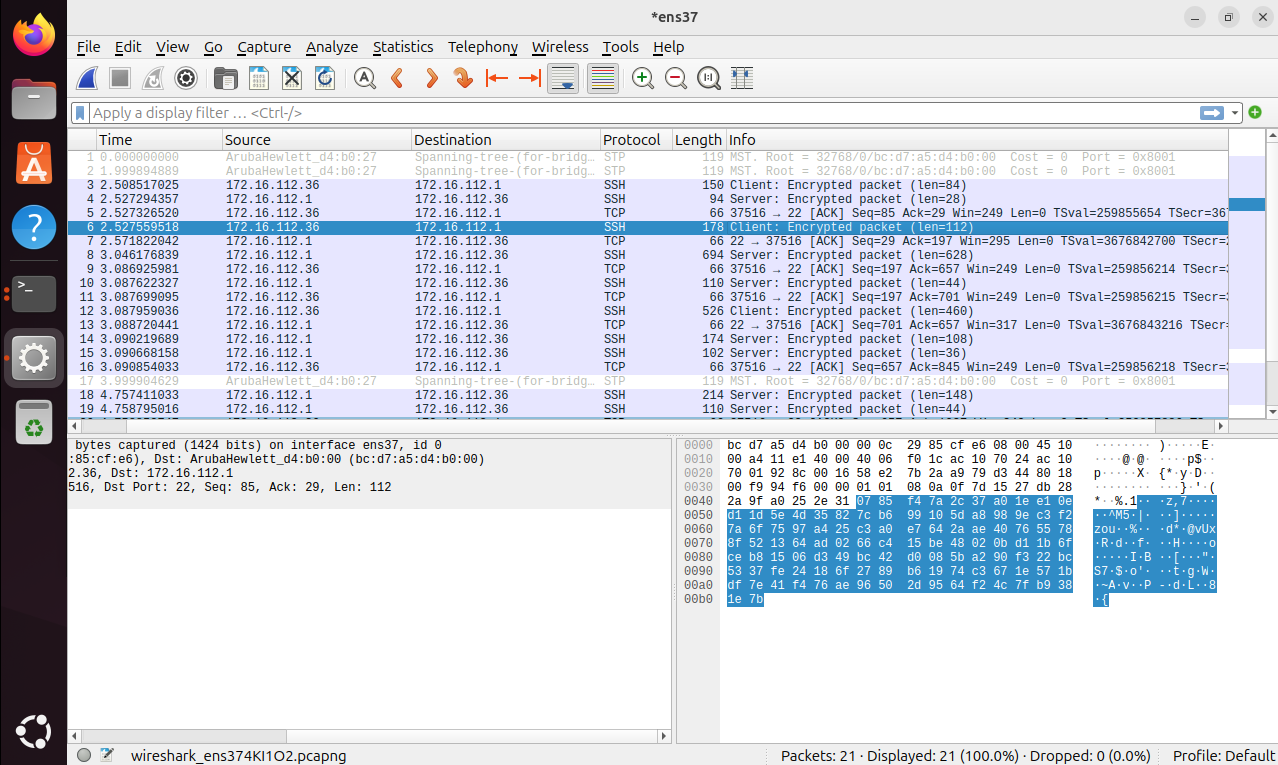 *ens37
File Edit View Go Capture Analyze Statistics Telephony Wireless Tools Help
Apply a display filter … <Ctrl-/>
Time Source Destination Protocol Length Info
1 0.000000000 ArubaHewlett_d4:b0:27 Spanning-tree-(for-bridg… STP 119 MST. Root = 32768/0/bc:d7:a5:d4:b0:00 Cost = 0 Port = 0x8001
2 1.999894889 ArubaHewlett_d4:b0:27 Spanning-tree-(for-bridg… STP 119 MST. Root = 32768/0/bc:d7:a5:d4:b0:00 Cost = 0 Port = 0x8001
3 2.508517025 172.16.112.36 172.16.112.1 SSH 150 Client: Encrypted packet (len=84)
4 2.527294357 172.16.112.1 172.16.112.36 SSH 94 Server: Encrypted packet (len=28)
5 2.527326520 172.16.112.36 172.16.112.1 TCP 66 37516 → 22 [ACK] Seq=85 Ack=29 Win=249 Len=0 TSval=259855654 TSecr=36
6 2.527559518 172.16.112.36 172.16.112.1 SSH 178 Client: Encrypted packet (len=112)
7 2.571822042 172.16.112.1 172.16.112.36 TCP 66 22 → 37516 [ACK] Seq=29 Ack=197 Win=295 Len=0 TSval=3676842700 TSecr=2
8 3.046176839 172.16.112.1 172.16.112.36 SSH 694 Server: Encrypted packet (len=628)
9 3.086925981 172.16.112.36 172.16.112.1 TCP 66 37516 → 22 [ACK] Seq=197 Ack=657 Win=249 Len=0 TSval=259856214 TSecr=3
10 3.087622327 172.16.112.1 172.16.112.36 SSH 110 Server: Encrypted packet (len=44)
11 3.087699095 172.16.112.36 172.16.112.1 TCP 66 37516 → 22 [ACK] Seq=197 Ack=701 Win=249 Len=0 TSval=259856215 TSecr=3
12 3.087959036 172.16.112.36 172.16.112.1 SSH 526 Client: Encrypted packet (len=460)
13 3.088720441 172.16.112.1 172.16.112.36 TCP 66 22 → 37516 [ACK] Seq=701 Ack=657 Win=317 Len=0 TSval=3676843216 TSecr=
14 3.090219689 172.16.112.1 172.16.112.36 SSH 174 Server: Encrypted packet (len=108)
15 3.090668158 172.16.112.1 172.16.112.36 SSH 102 Server: Encrypted packet (len=36)
16 3.090854033 172.16.112.36 172.16.112.1 TCP 66 37516 → 22 [ACK] Seq=657 Ack=845 Win=249 Len=0 TSval=259856218 TSecr=3
17 3.999904629 ArubaHewlett_d4:b0:27 Spanning-tree-(for-bridg… STP 119 MST. Root = 32768/0/bc:d7:a5:d4:b0:00 Cost = 0 Port = 0x8001
18 4.757411033 172.16.112.1 172.16.112.36 SSH 214 Server: Encrypted packet (len=148)
19 4.758795016 172.16.112.1 172.16.112.36 SSH 110 Server: Encrypted packet (len=44)
bytes captured (1424 bits) on interface ens37, id 0
:85:cf:e6), Dst: ArubaHewlett_d4:b0:00 (bc:d7:a5:d4:b0:00)
2.36, Dst: 172.16.112.1
516, Dst Port: 22, Seq: 85, Ack: 29, Len: 112
0000 bc d7 a5 d4 b0 00 00 0c 29 85 cf e6 08 00 45 10 ········ )·····E·
0010 00 a4 11 e1 40 00 40 06 f0 1c ac 10 70 24 ac 10 ····@·@· ····p$··
0020 70 01 92 8c 00 16 58 e2 7b 2a a9 79 d3 44 80 18 p·····X· {*·y·D··
0030 00 f9 94 f6 00 00 01 01 08 0a 0f 7d 15 27 db 28 ········ ···}·'·(
0040 2a 9f a0 25 2e 31 07 85 f4 7a 2c 37 a0 1e e1 0e *··%.1·· ·z,7····
0050 d1 1d 5e 4d 35 82 7c b6 99 10 5d a8 98 9e c3 f2 ··^M5·|· ··]·····
0060 7a 6f 75 97 a4 25 c3 a0 e7 64 2a ae 40 76 55 78 zou··%·· ·d*·@vUx
0070 8f 52 13 64 ad 02 66 c4 15 be 48 02 0b d1 1b 6f ·R·d··f· ··H····o
0080 ce b8 15 06 d3 49 bc 42 d0 08 5b a2 90 f3 22 bc ·····I·B ··[···"·
0090 53 37 fe 24 18 6f 27 89 b6 19 74 c3 67 1e 57 1b S7·$·o'· ··t·g·W·
00a0 df 7e 41 f4 76 ae 96 50 2d 95 64 f2 4c 7f b9 38 ·~A·v··P -·d·L··8
00b0 1e 7b ·{
wireshark_ens374KI1O2.pcapng Packets: 21 · Displayed: 21 (100.0%) · Dropped: 0 (0.0%) Profile: Default